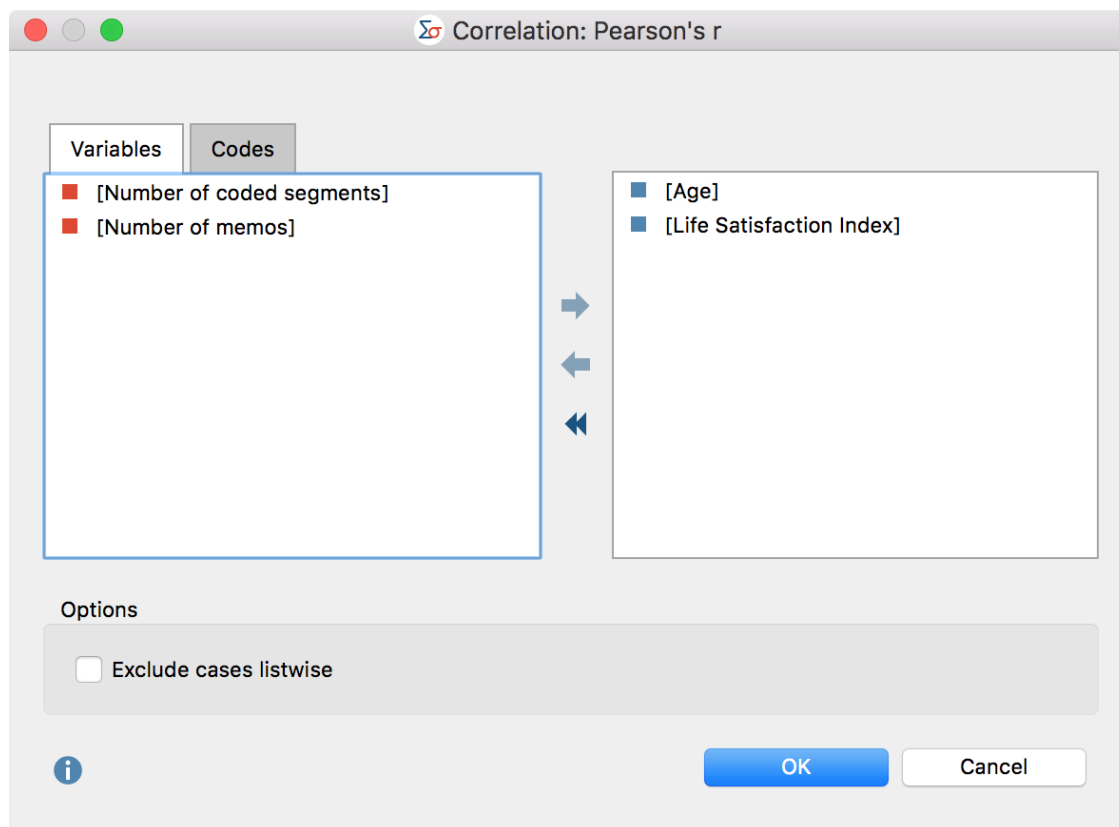 Σσ Correlation: Pearson's r
Variables
Codes
[Number of coded segments]
[Number of memos]
[Age]
[Life Satisfaction Index]
Options
Exclude cases listwise
i
OK
Cancel